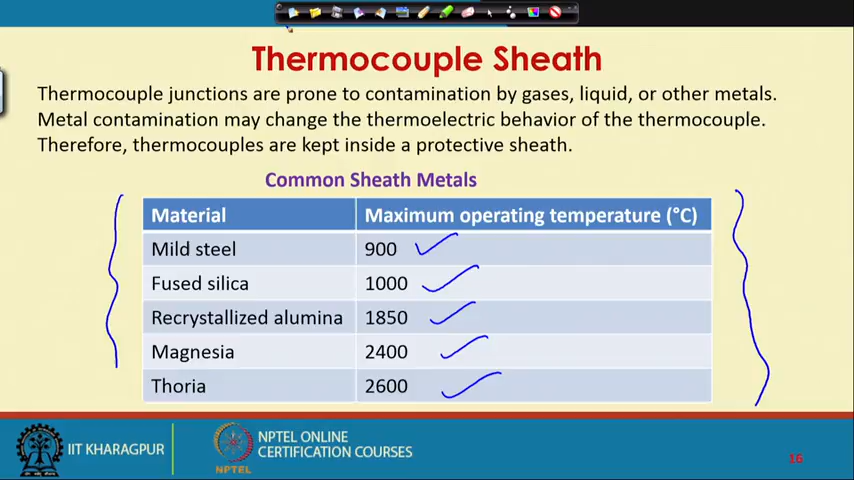 Thermocouple Sheath
Thermocouple junctions are prone to contamination by gases, liquid, or other metals.
Metal contamination may change the thermoelectric behavior of the thermocouple.
Therefore, thermocouples are kept inside a protective sheath.
Common Sheath Metals
Material Maximum operating temperature (°C)
Mild steel 900
Fused silica 1000
Recrystallized alumina 1850
Magnesia 2400
Thoria 2600
IIT KHARAGPUR
NPTEL
NPTEL ONLINE
CERTIFICATION COURSES
16